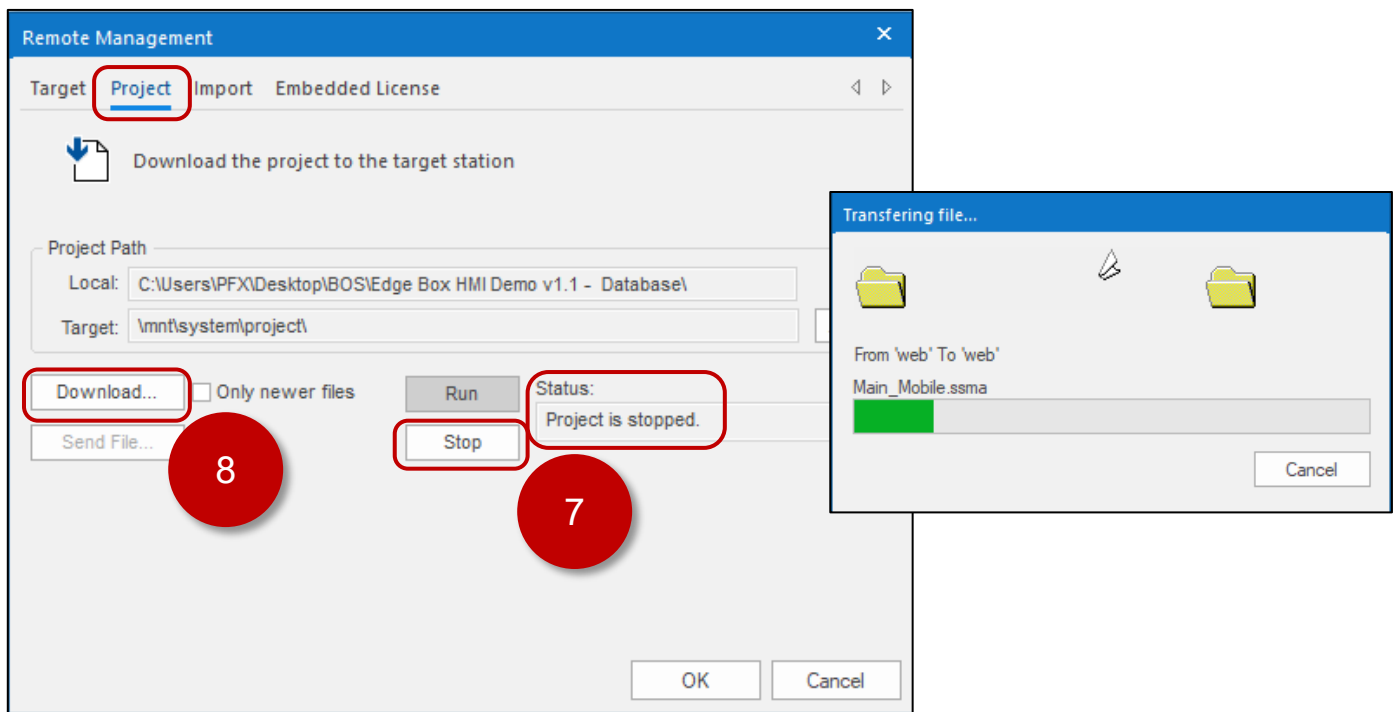 Remote Management
Target Project Import Embedded License
Download the project to the target station
Project Path
Local: C:\Users\PFX\Desktop\BOS\Edge Box HMI Demo v1.1 - Database\
Target: \mnt\system\project\
Download... Only newer files Run Status:
Project is stopped.
Send File... Stop
8
7
OK Cancel
Transfering file...
From 'web' To 'web'
Main_Mobile.ssma
Cancel